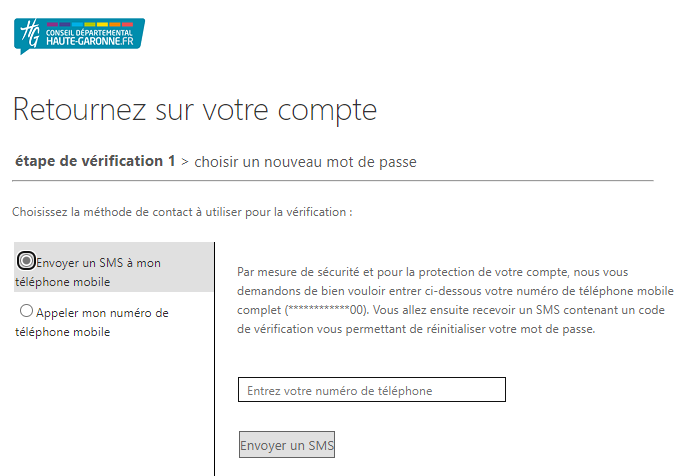 HG
CONSEIL DÉPARTEMENTAL
HAUTE-GARONNE.FR
Retournez sur votre compte
étape de vérification 1 > choisir un nouveau mot de passe
Choisissez la méthode de contact à utiliser pour la vérification :
Envoyer un SMS à mon
téléphone mobile
Appeler mon numéro de
téléphone mobile
Par mesure de sécurité et pour la protection de votre compte, nous vous
demandons de bien vouloir entrer ci-dessous votre numéro de téléphone mobile
complet (************00). Vous allez ensuite recevoir un SMS contenant un code
de vérification vous permettant de réinitialiser votre mot de passe.
Entrez votre numéro de téléphone
Envoyer un SMS